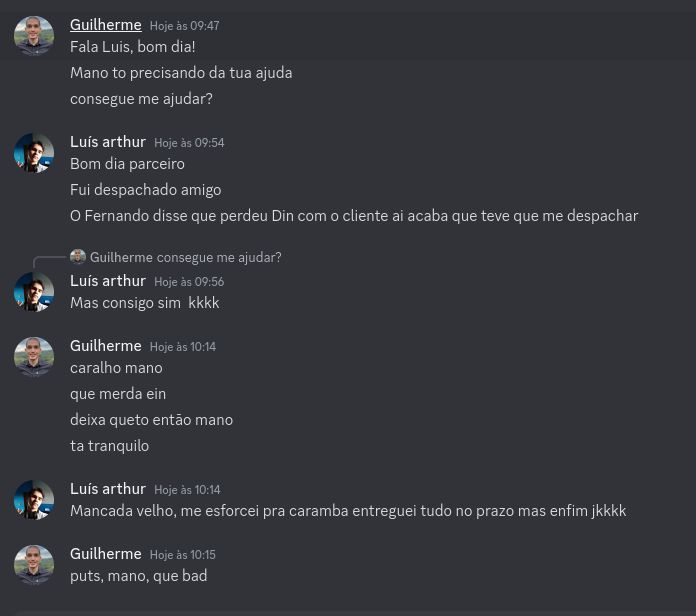 Guilherme Hoje às 09:47
Fala Luis, bom dia!
Mano to precisando da tua ajuda
consegue me ajudar?
Luís arthur Hoje às 09:54
Bom dia parceiro
Fui despachado amigo
O Fernando disse que perdeu Din com o cliente ai acaba que teve que me despachar
Guilherme consegue me ajudar?
Luís arthur Hoje às 09:56
Mas consigo sim kkkk
Guilherme Hoje às 10:14
caralho mano
que merda ein
deixa queto então mano
ta tranquilo
Luís arthur Hoje às 10:14
Mancada velho, me esforcei pra caramba entreguei tudo no prazo mas enfim jkkkk
Guilherme Hoje às 10:15
puts, mano, que bad